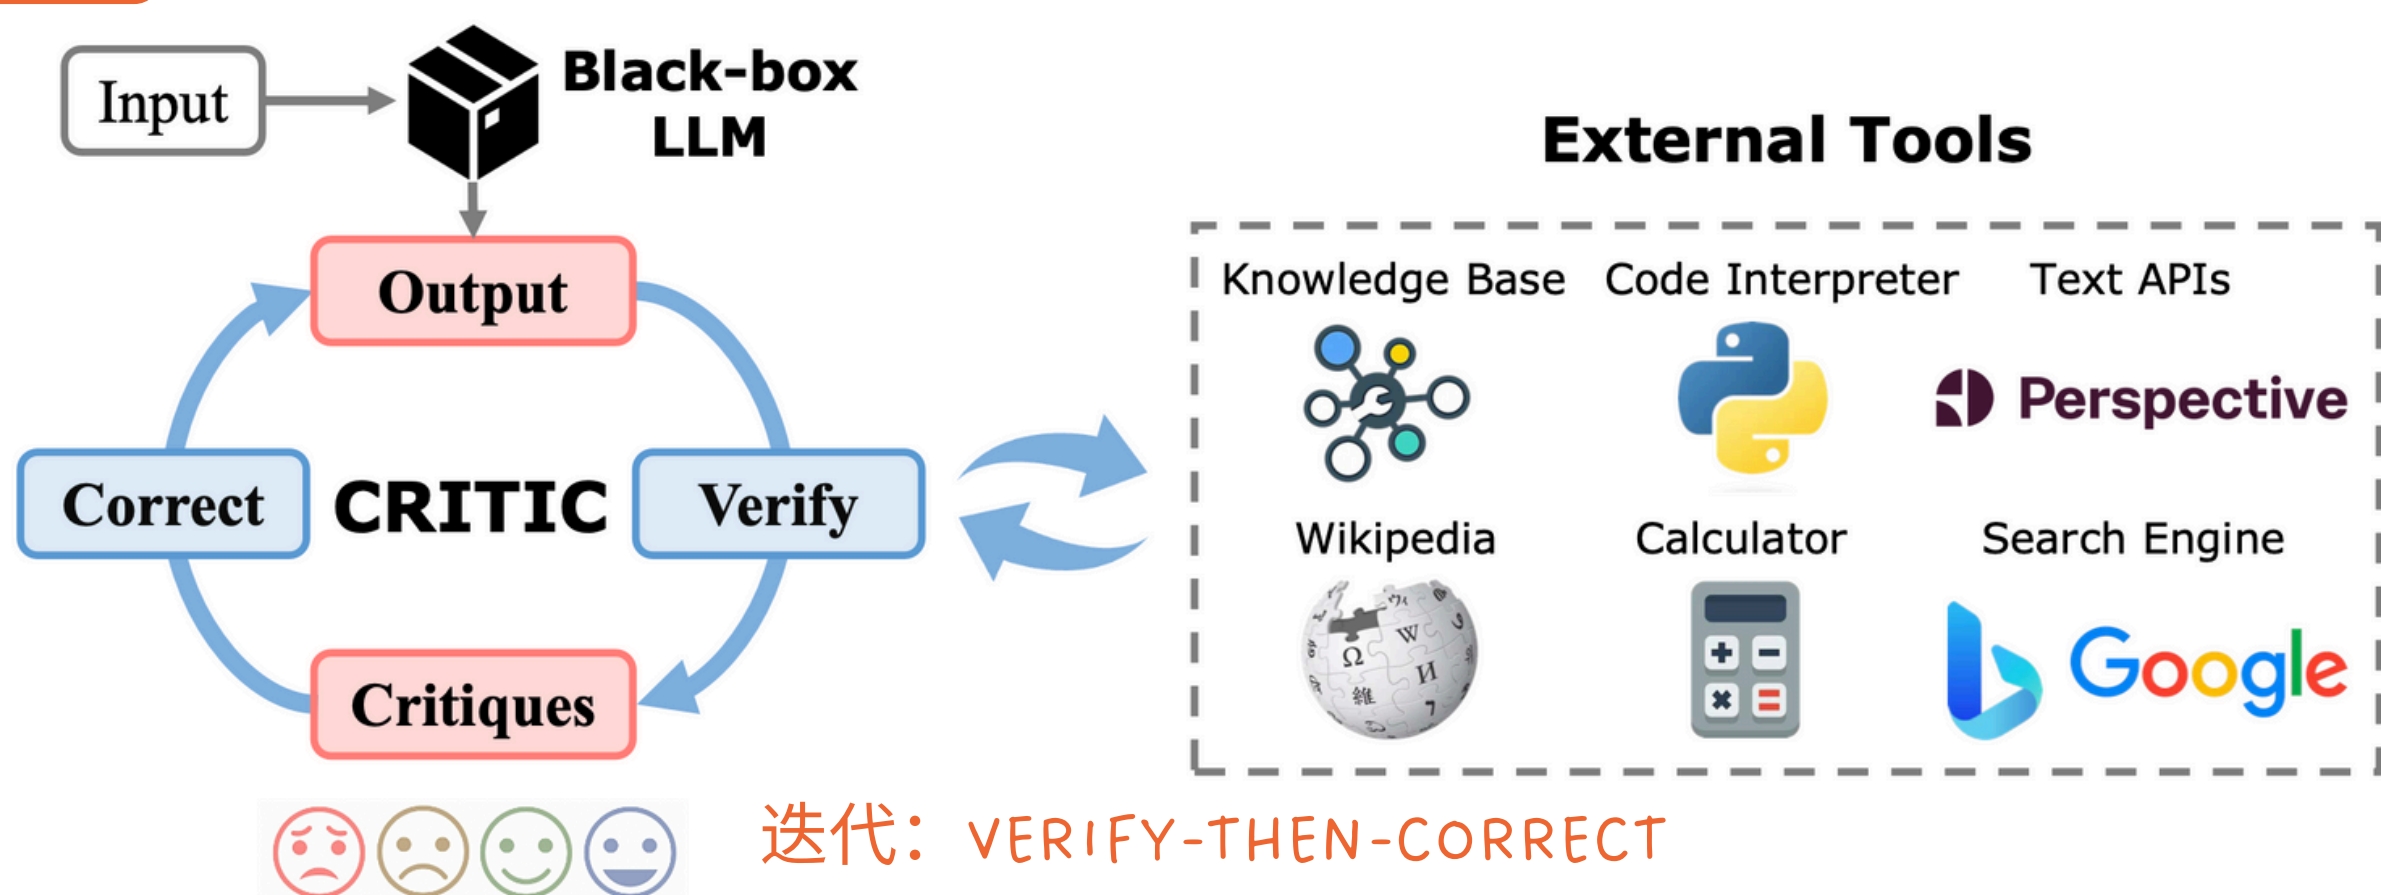 Input
Black-box
LLM
Output
Correct
CRITIC
Verify
Critiques
External Tools
Knowledge Base
Code Interpreter
Text APIs
Perspective
Wikipedia
Calculator
Search Engine
W
Ω
И
維
Google
迭代：VERIFY-THEN-CORRECT